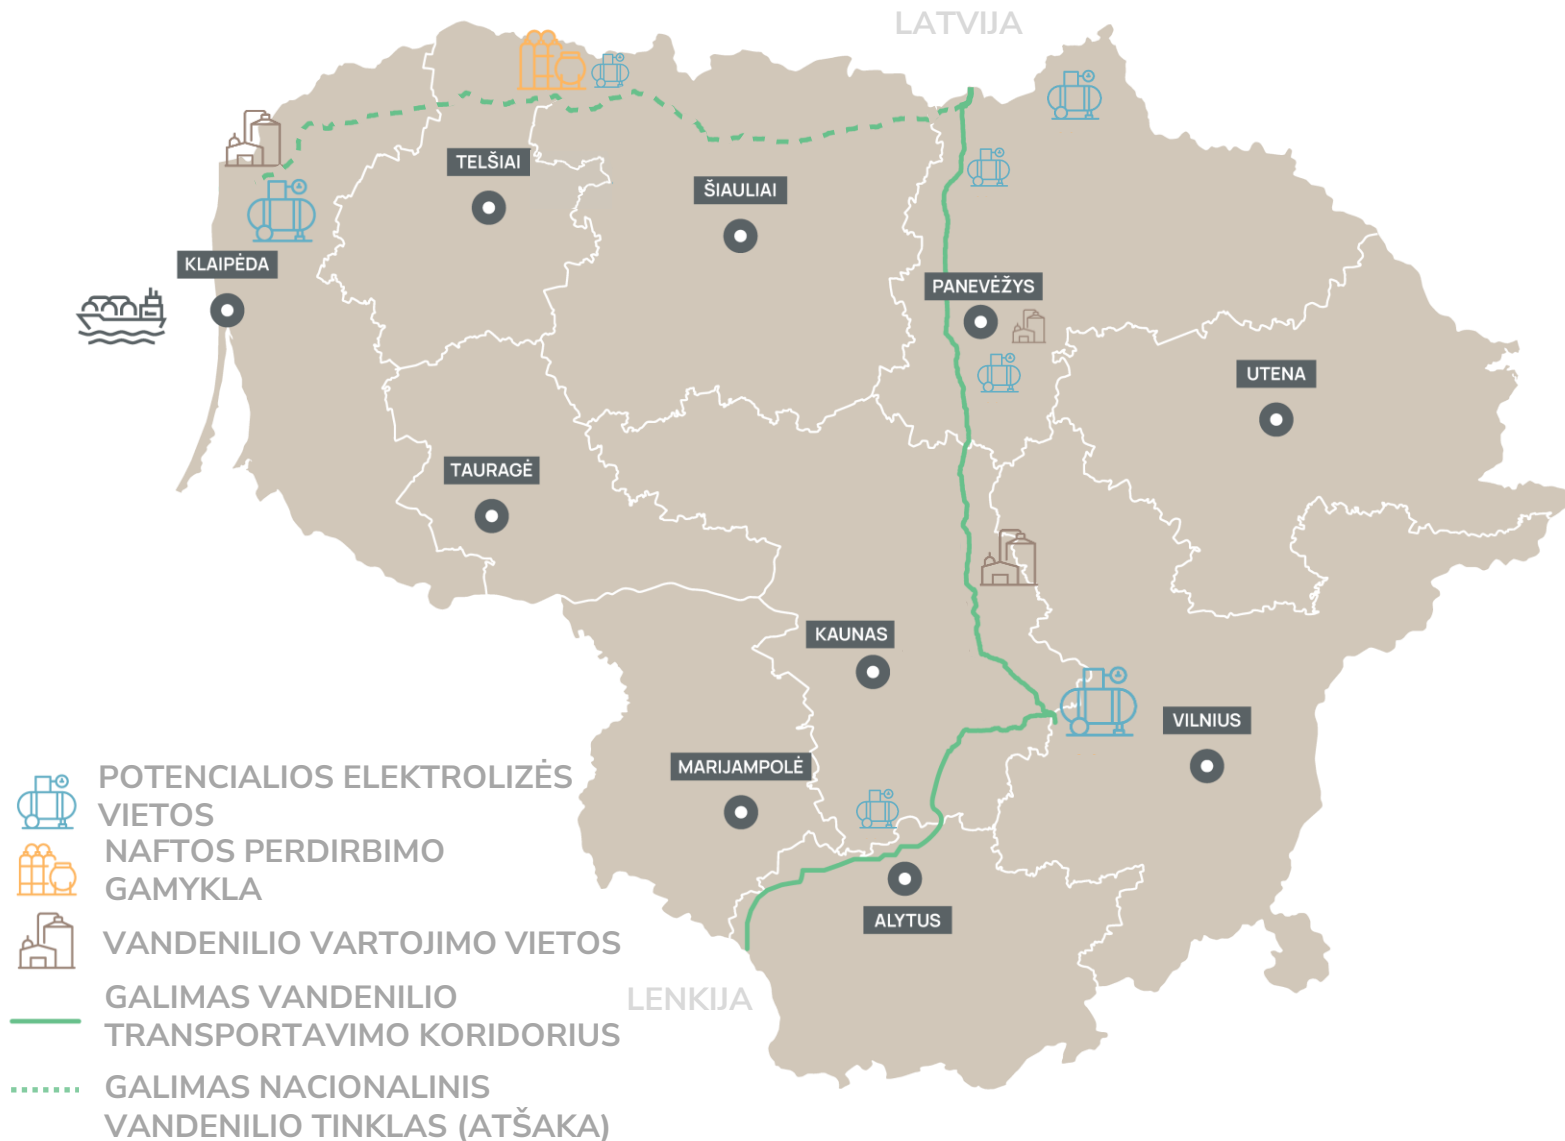 LATVIJA
TELŠIAI
ŠIAULIAI
KLAIPĖDA
PANEVĖŽYS
UTENA
TAURAGĖ
KAUNAS
VILNIUS
MARIJAMPOLĖ
ALYTUS
LENKIJA
POTENCIALIOS ELEKTROLIZĖS
VIETOS
NAFTOS PERDIRBIMO
GAMYKLA
VANDENILIO VARTOJIMO VIETOS
GALIMAS VANDENILIO
TRANSPORTAVIMO KORIDORIUS
GALIMAS NACIONALINIS
VANDENILIO TINKLAS (ATŠAKA)